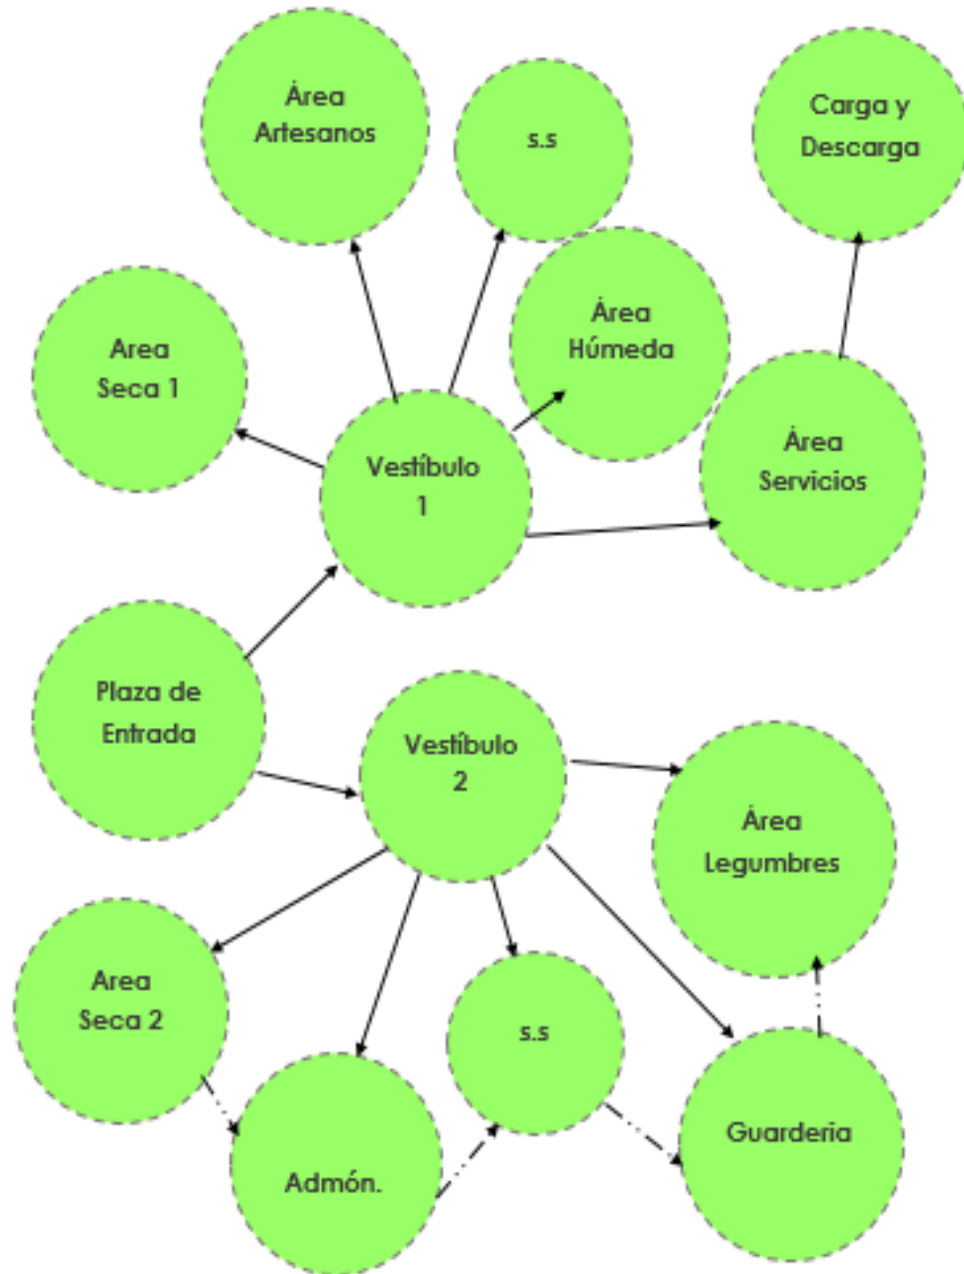 Área
Artesanos
s.s
Carga y
Descarga
Área
Húmeda
Area
Seca 1
Vestíbulo
1
Área
Servicios
Plaza de
Entrada
Vestíbulo
2
Área
Legumbres
Area
Seca 2
s.s
Guarderia
Admón.